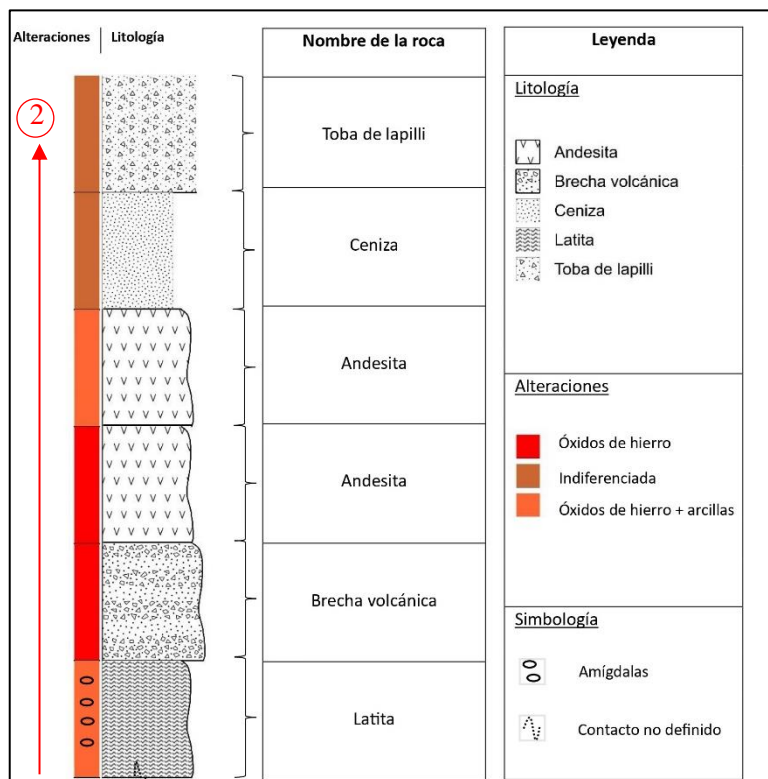 Alteraciones
Litología
Nombre de la roca
Leyenda
2
Toba de lapilli
Ceniza
Andesita
Andesita
Brecha volcánica
Latita
Litología
Andesita
Brecha volcánica
Ceniza
Latita
Toba de lapilli
Alteraciones
Óxidos de hierro
Indiferenciada
Óxidos de hierro + arcillas
Simbología
Amígdalas
Contacto no definido